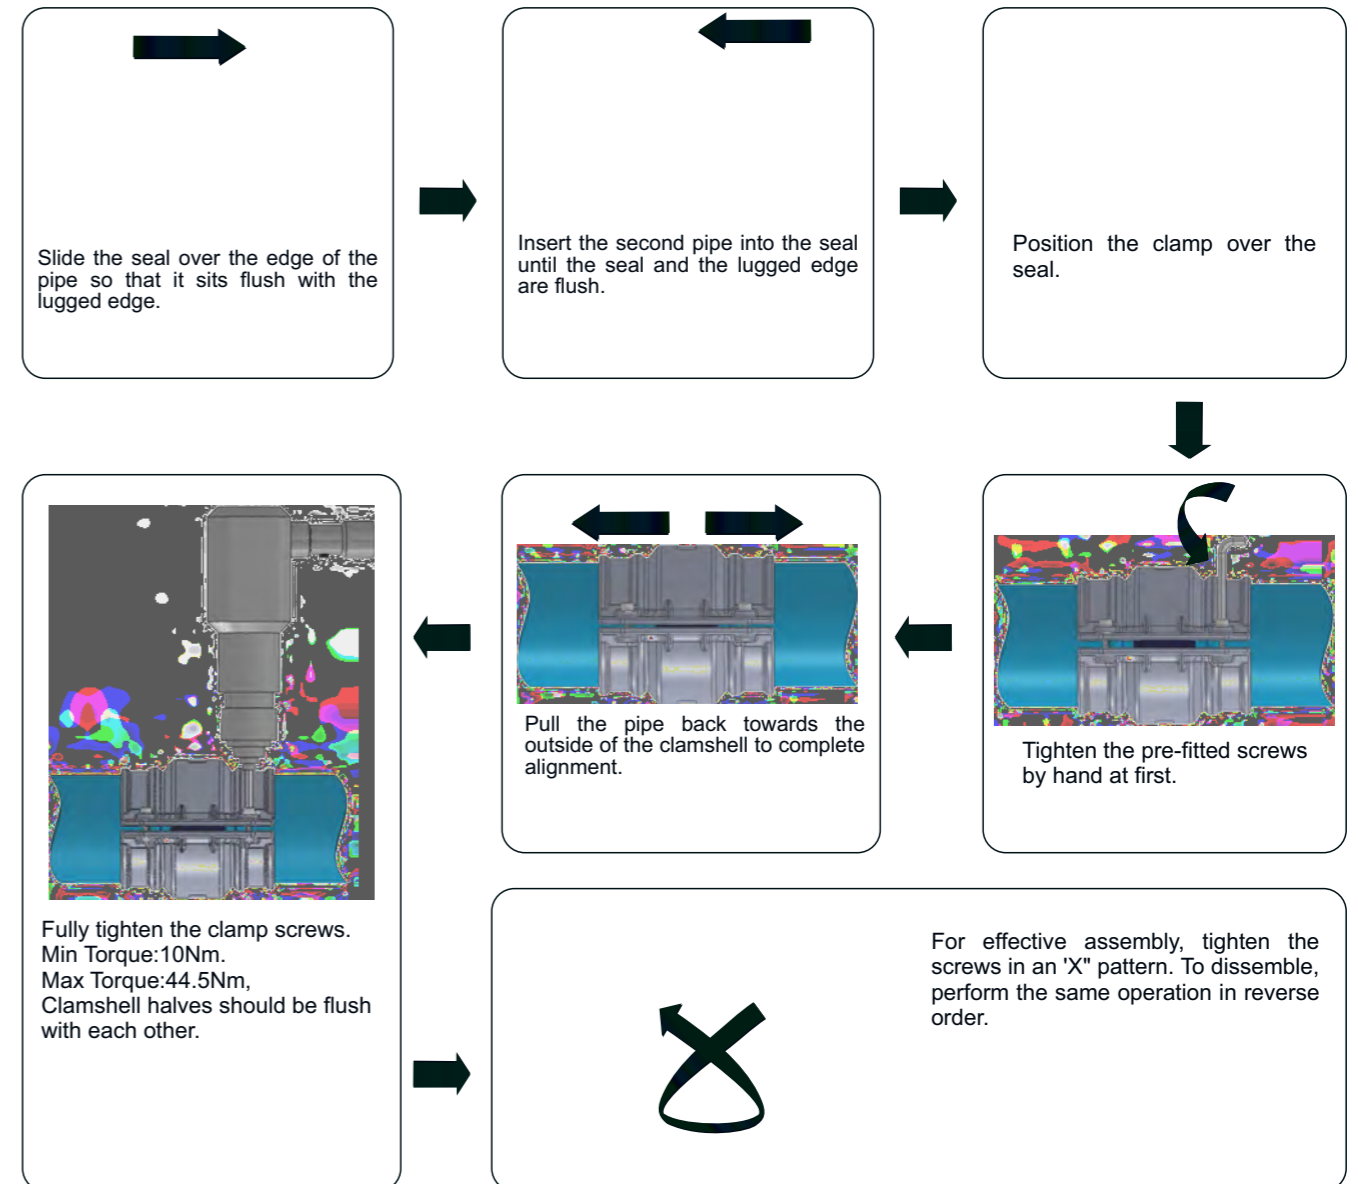 Slide the seal over the edge of the
pipe so that it sits flush with the
lugged edge.
Insert the second pipe into the seal
until the seal and the lugged edge
are flush.
Position the clamp over the
seal.
Tighten the pre-fitted screws
by hand at first.
Pull the pipe back towards the
outside of the clamshell to complete
alignment.
Fully tighten the clamp screws.
Min Torque:10Nm.
Max Torque:44.5Nm,
Clamshell halves should be flush
with each other.
For effective assembly, tighten the
screws in an 'X" pattern. To dissemble,
perform the same operation in reverse
order.